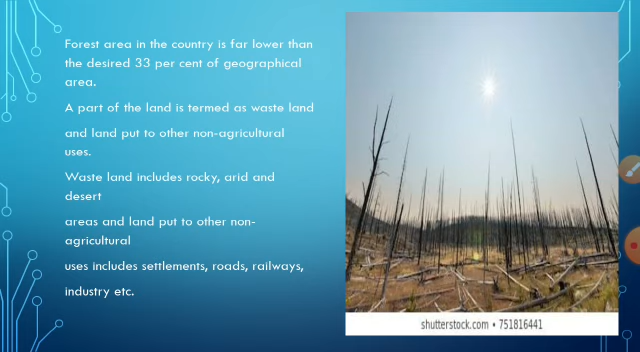 Forest area in the country is far lower than
the desired 33 per cent of geographical
area.
A part of the land is termed as waste land
and land put to other non-agricultural
uses.
Waste land includes rocky, arid and
desert
areas and land put to other non-
agricultural
uses includes settlements, roads, railways,
industry etc.
shutterstock.com • 751816441